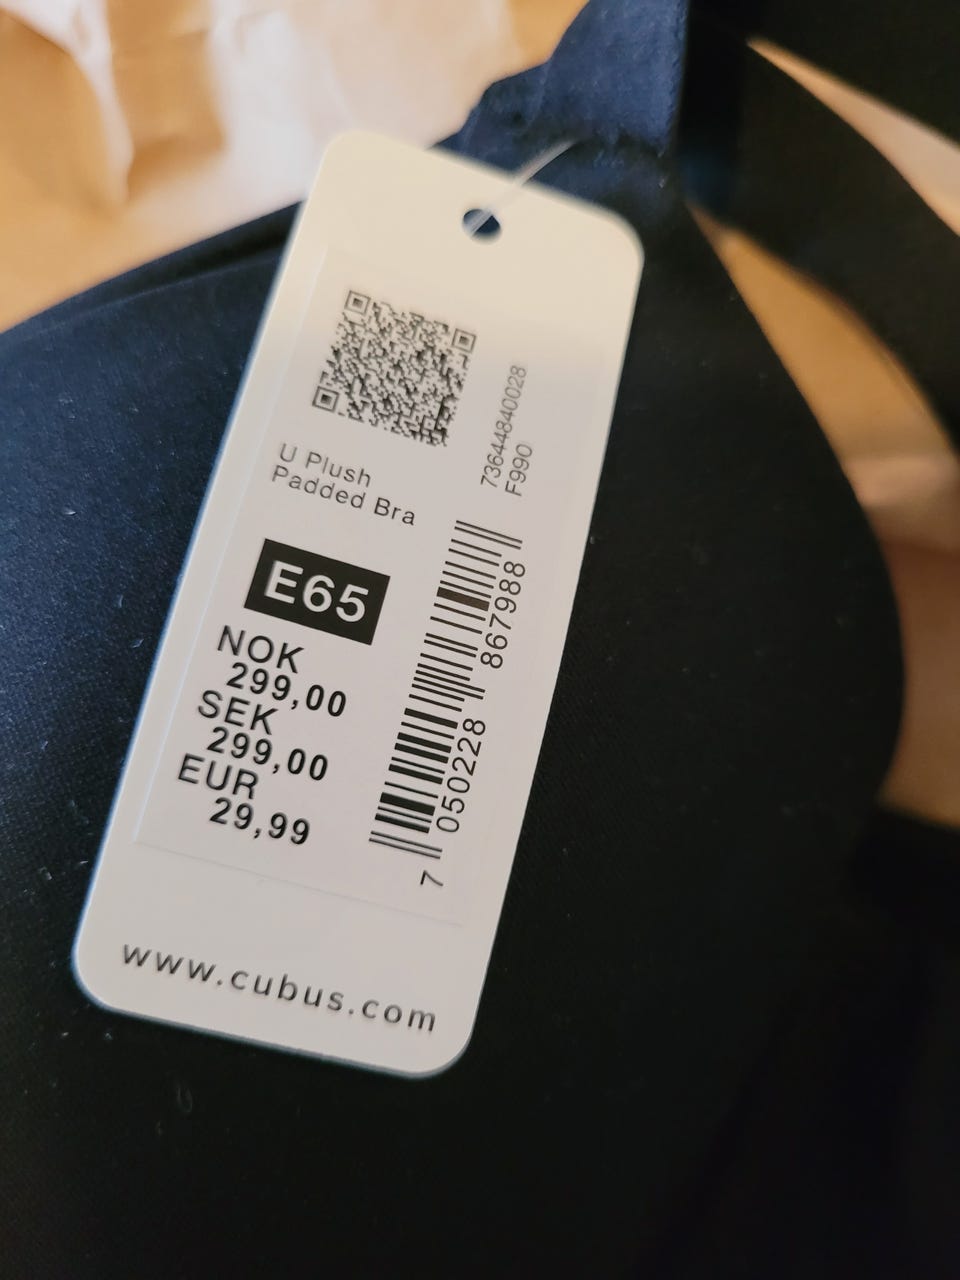 U Plush
Padded Bra
E65
NOK
299,00
SEK
299,00
EUR
29,99
73644840028
F990
7 050228 867988
www.cubus.com